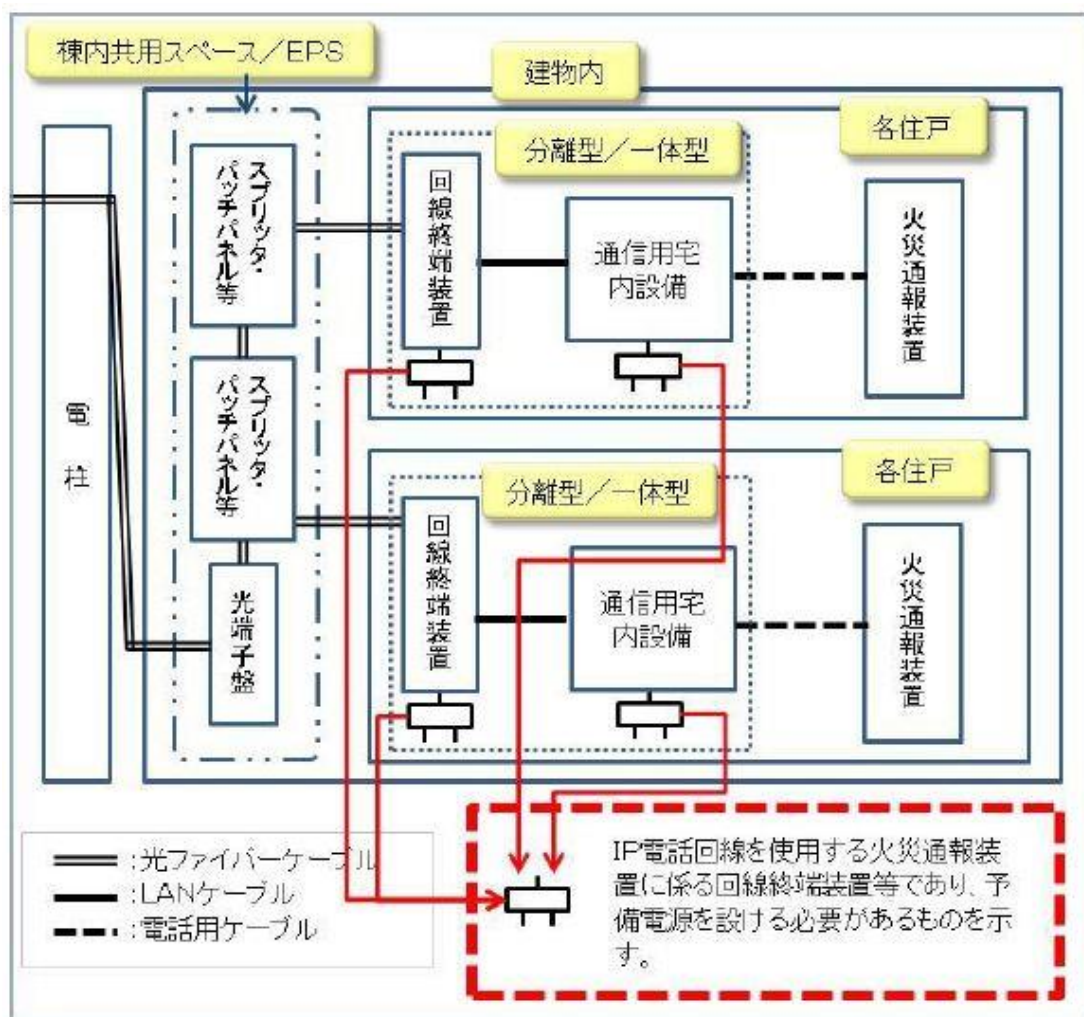 棟内共用スペース／EPS
建物内
各住戸
分離型／一体型
電柱
スプリッタ・
パッチパネル等
回線終端装置
通信用宅
内設備
火災通報装置
スプリッタ・
パッチパネル等
光端子盤
各住戸
分離型／一体型
回線終端装置
通信用宅
内設備
火災通報装置
:光ファイバーケーブル
:LANケーブル
:電話用ケーブル
IP電話回線を使用する火災通報装
置に係る回線終端装置等であり、予
備電源を設ける必要があるものを示
す。